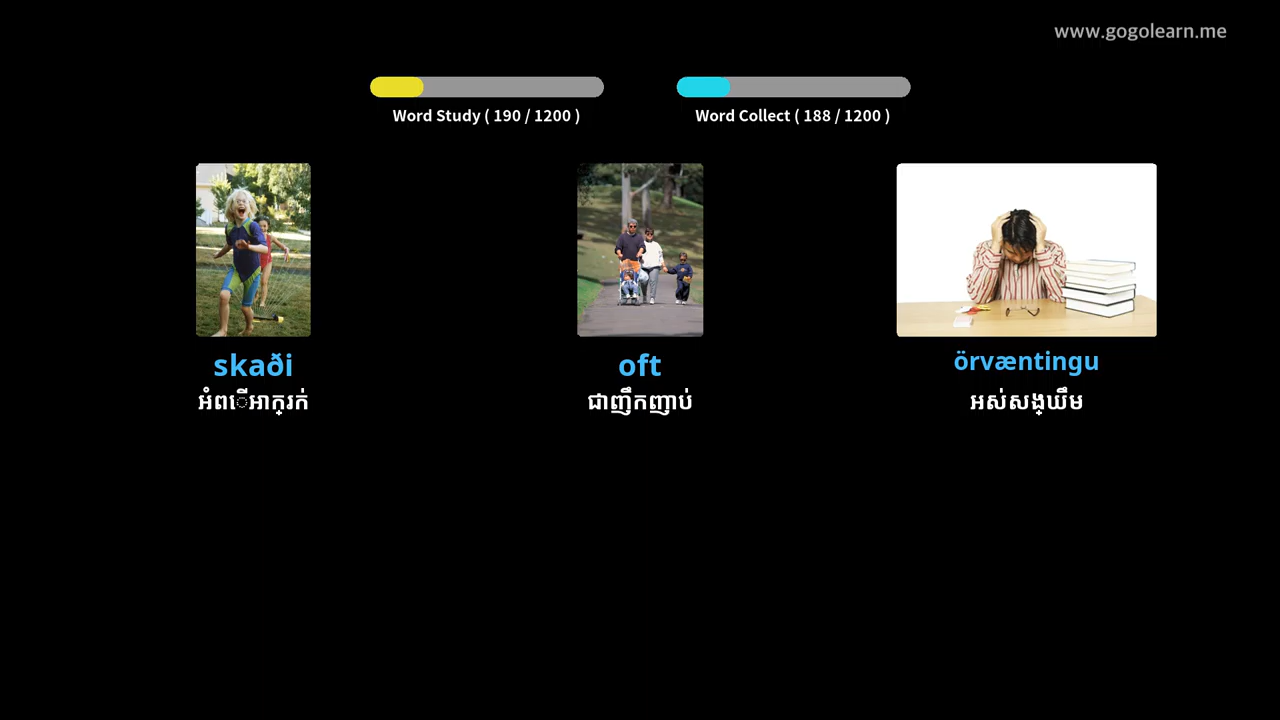 www.gogolearn.me
Word Study ( 190 / 1200 )
Word Collect ( 188 / 1200 )
skaði
oft
örvæntingu
អំពើអាក្រក់
ជាញឹកញាប់
អស់សង្ឃឹម